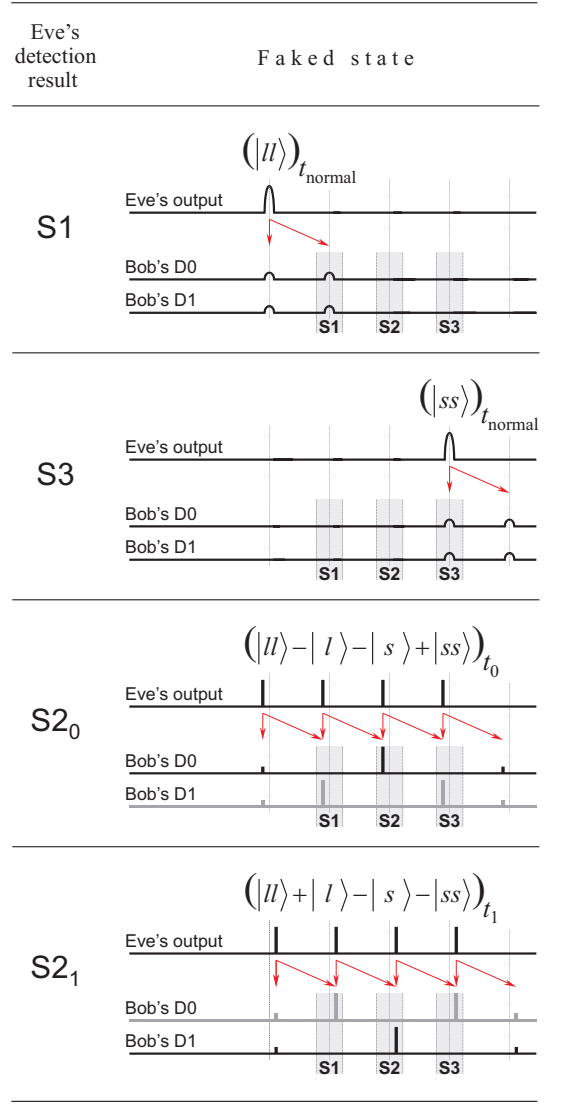 Eve's
detection
result
Faked state
(|ll⟩)t_normal
S1
Eve's output
Bob's D0
Bob's D1
S1 S2 S3
(|ss⟩)t_normal
S3
Eve's output
Bob's D0
Bob's D1
S1 S2 S3
(|ll⟩−| l ⟩−| s ⟩+|ss⟩)t₀
S2₀
Eve's output
Bob's D0
Bob's D1
S1 S2 S3
(|ll⟩+| l ⟩−| s ⟩−|ss⟩)t₁
S2₁
Eve's output
Bob's D0
Bob's D1
S1 S2 S3